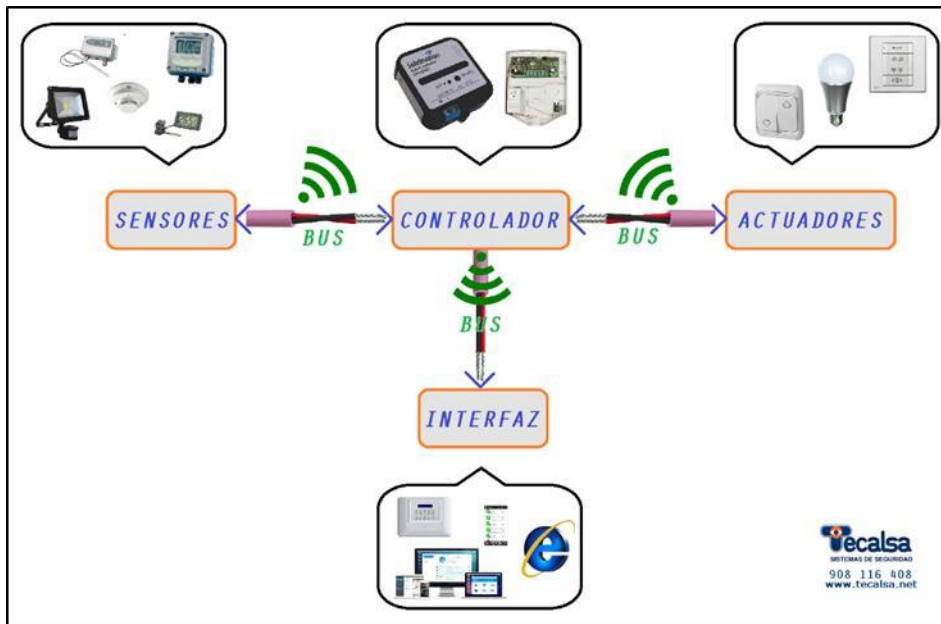 SENSORES
BUS
CONTROLADOR
BUS
ACTUADORES
BUS
INTERFAZ
Tecalsa
SISTEMAS DE SEGURIDAD
908 116 408
www.tecalsa.net